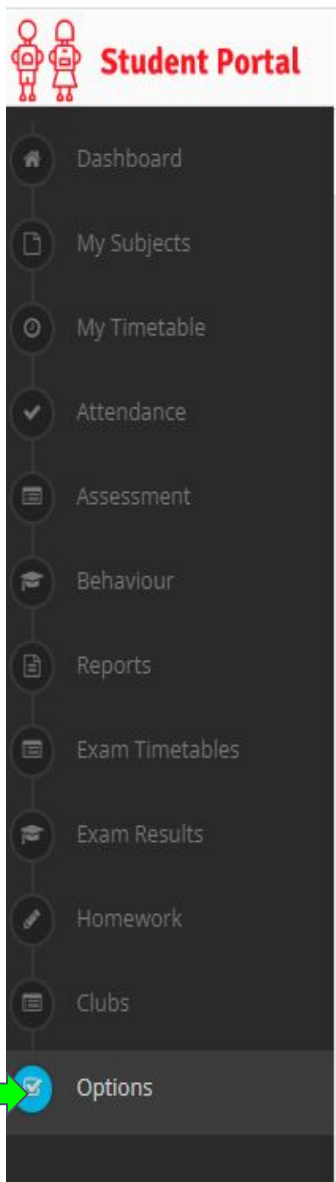 Student Portal
Dashboard
My Subjects
My Timetable
Attendance
Assessment
Behaviour
Reports
Exam Timetables
Exam Results
Homework
Clubs
Options